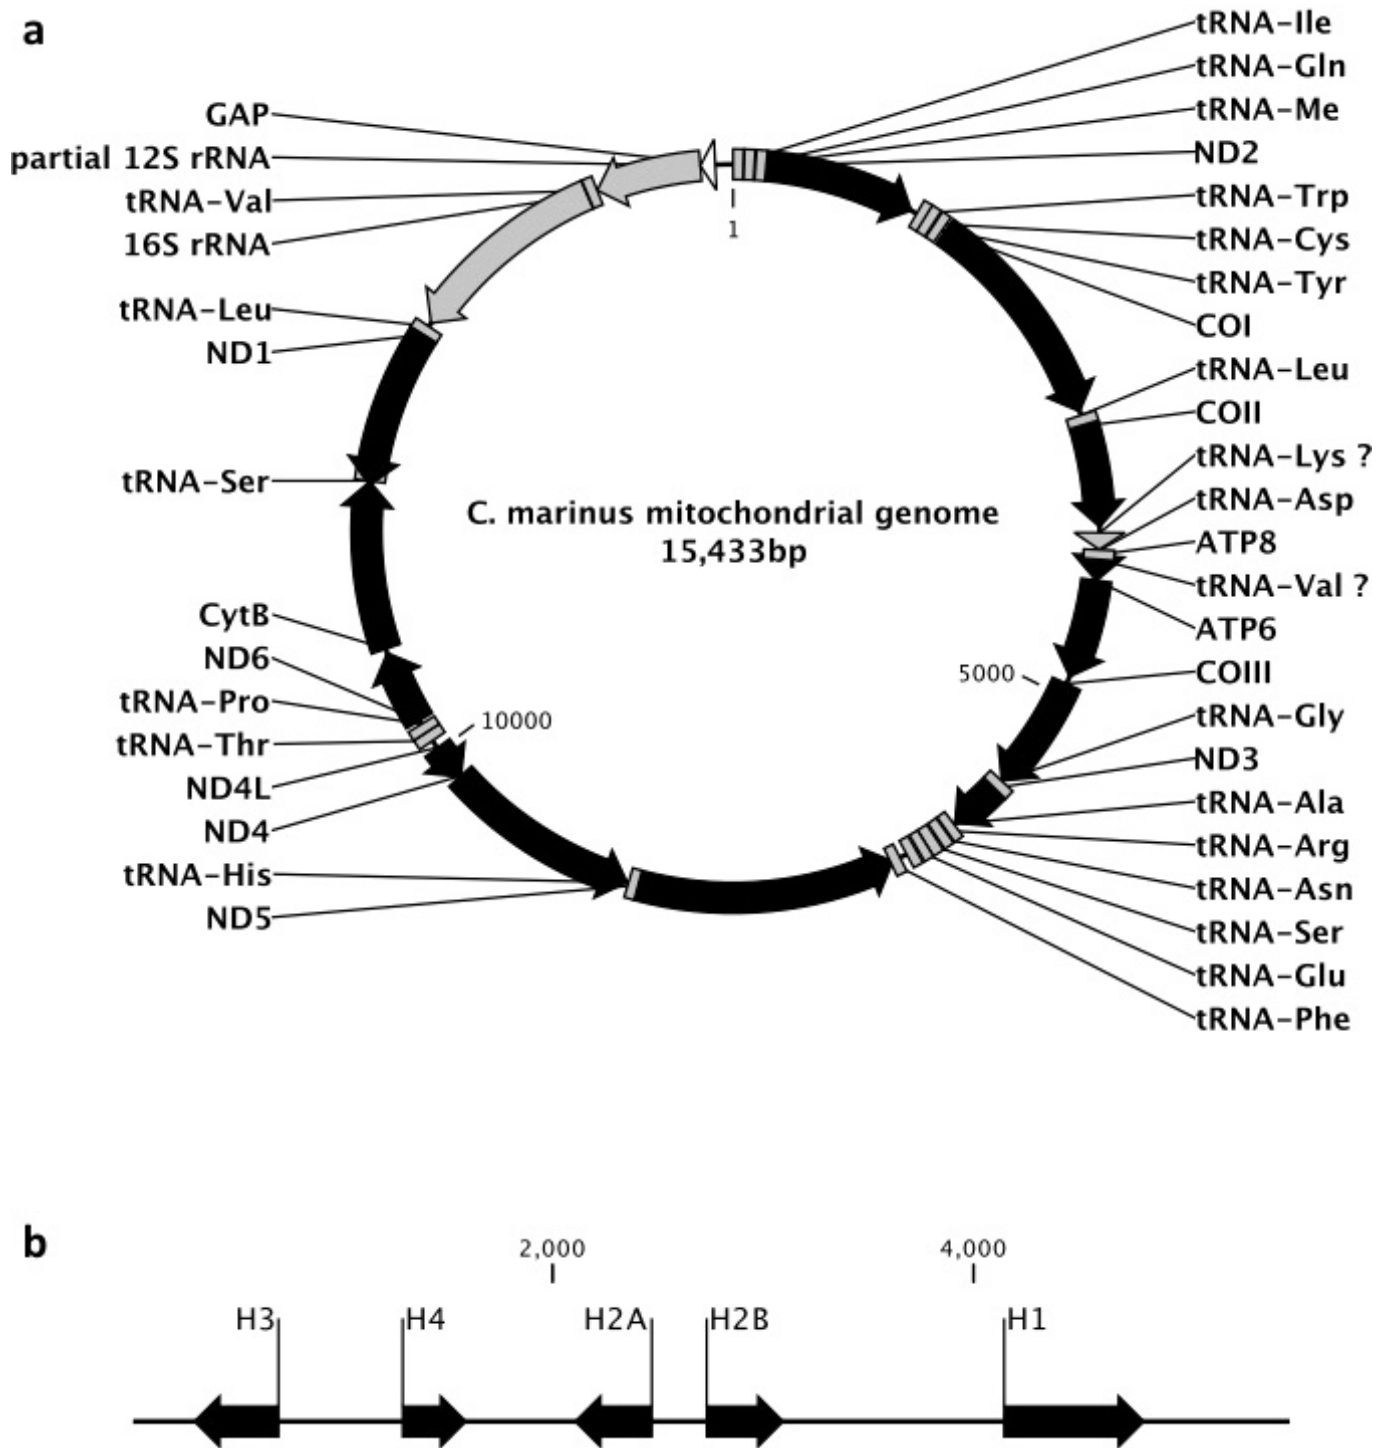 a
tRNA-Ile
tRNA-Gln
tRNA-Me
ND2
tRNA-Trp
tRNA-Cys
tRNA-Tyr
COI
tRNA-Leu
COII
tRNA-Lys ?
tRNA-Asp
ATP8
tRNA-Val ?
ATP6
COIII
tRNA-Gly
ND3
tRNA-Ala
tRNA-Arg
tRNA-Asn
tRNA-Ser
tRNA-Glu
tRNA-Phe
GAP
partial 12S rRNA
tRNA-Val
16S rRNA
tRNA-Leu
ND1
tRNA-Ser
CytB
ND6
tRNA-Pro
tRNA-Thr
ND4L
ND4
tRNA-His
ND5
1
5000
10000
C. marinus mitochondrial genome
15,433bp
b
2,000
4,000
H3
H4
H2A
H2B
H1